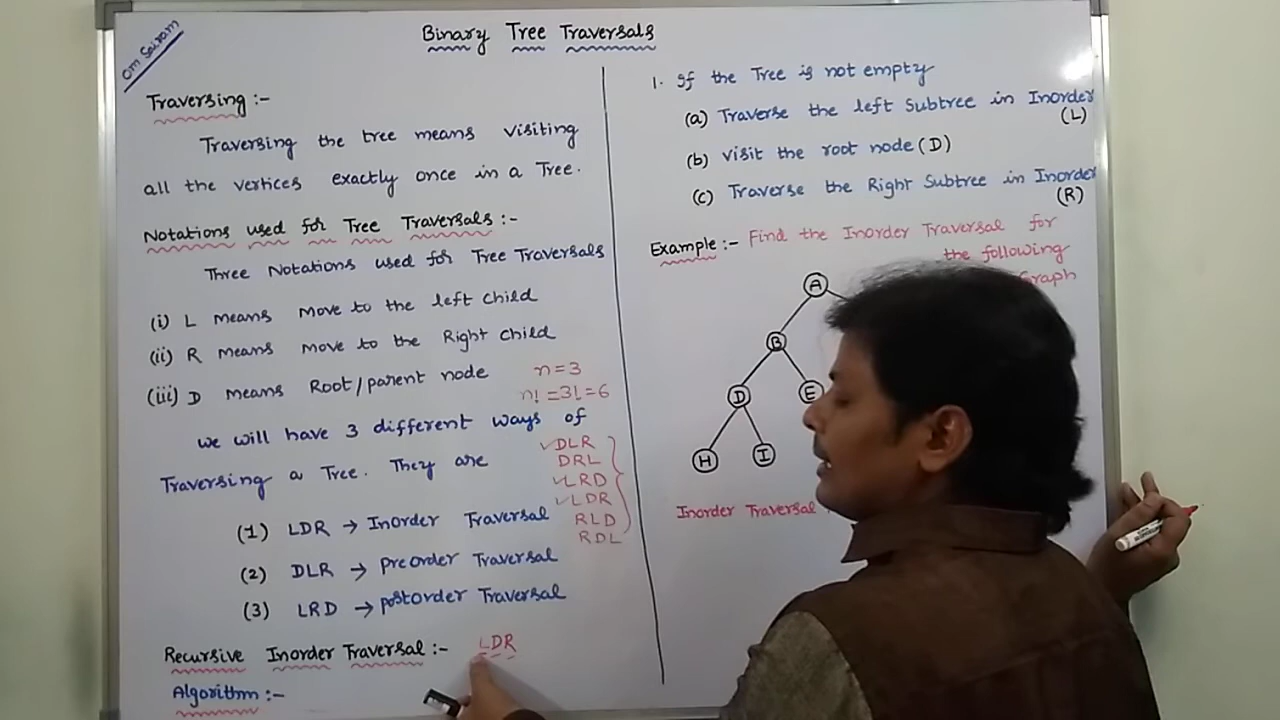 Om Sairam
Binary Tree Traversals
Traversing :-
Traversing the tree means visiting
all the vertices exactly once in a Tree.
Notations used for Tree Traversals :-
Three Notations used for Tree Traversals
(i) L means move to the left child
(ii) R means move to the Right child
(iii) D means Root/parent node
n=3
n! =3!=6
we will have 3 different ways of
Traversing a Tree. They are
✓DLR
DRL
✓LRD
✓LDR
RLD
RDL
(1) LDR → Inorder Traversal
(2) DLR → preorder Traversal
(3) LRD → postorder Traversal
Recursive Inorder Traversal :- LDR
Algorithm :-
1. If the Tree is not empty
(a) Traverse the left Subtree in Inorder
(L)
(b) visit the root node (D)
(c) Traverse the Right Subtree in Inorder
(R)
Example :- Find the Inorder Traversal for
the following
Graph
A
B
D E
H I
Inorder Traversal